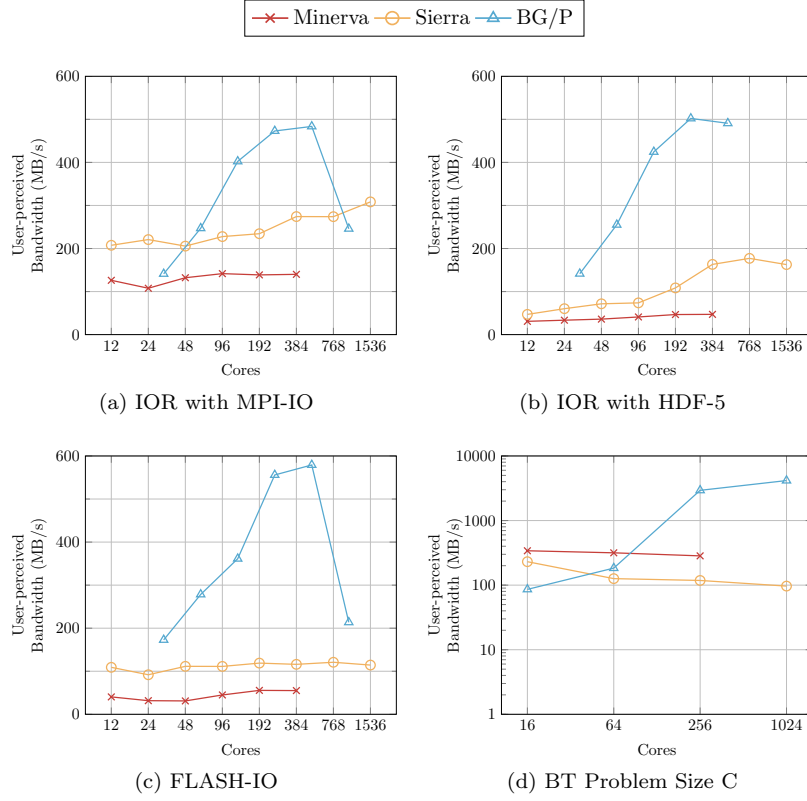 Minerva Sierra BG/P
600
400
200
0
User-perceived
Bandwidth (MB/s)
12 24 48 96 192 384 768 1536
Cores
(a) IOR with MPI-IO
600
400
200
0
User-perceived
Bandwidth (MB/s)
12 24 48 96 192 384 768 1536
Cores
(b) IOR with HDF-5
600
400
200
0
User-perceived
Bandwidth (MB/s)
12 24 48 96 192 384 768 1536
Cores
(c) FLASH-IO
10000
1000
100
10
1
User-perceived
Bandwidth (MB/s)
16 64 256 1024
Cores
(d) BT Problem Size C